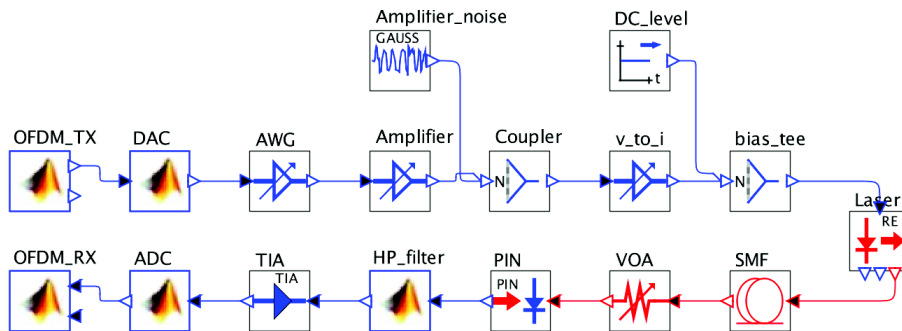 Amplifier_noise
DC_level
GAUSS
t
OFDM_TX
DAC
AWG
Amplifier
Coupler
v_to_i
bias_tee
N
N
Laser
RE
OFDM_RX
ADC
TIA
HP_filter
PIN
VOA
SMF
TIA
PIN